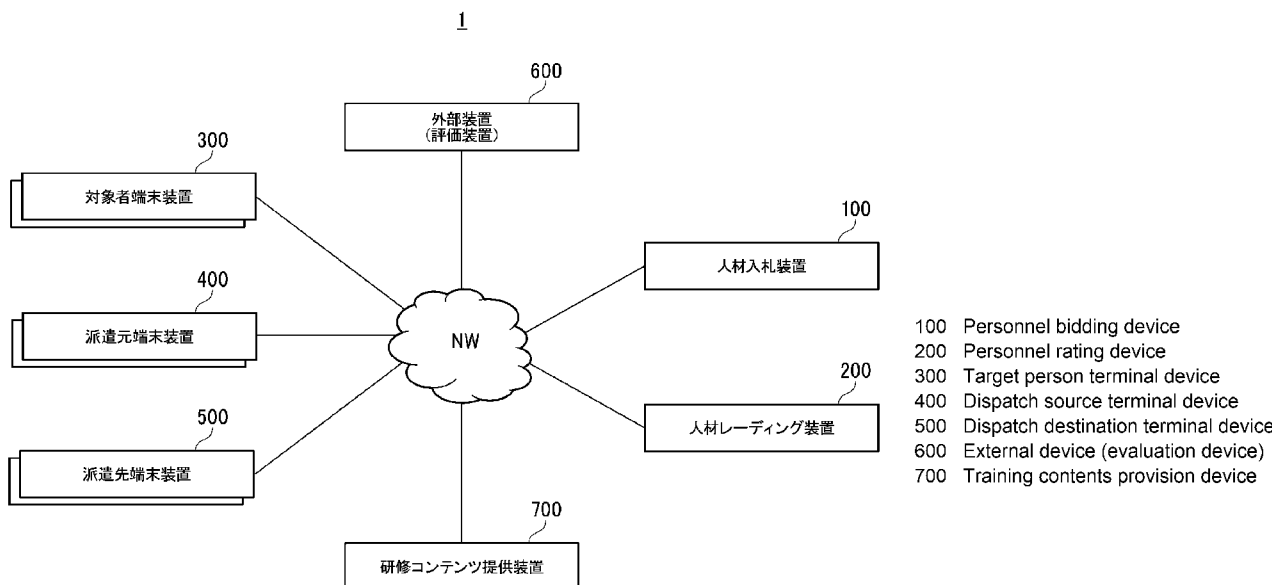 1
600
外部装置
(評価装置)
300
対象者端末装置
100
人材入札装置
400
派遣元端末装置
NW
200
人材レーディング装置
500
派遣先端末装置
700
研修コンテンツ提供装置
100 Personnel bidding device
200 Personnel rating device
300 Target person terminal device
400 Dispatch source terminal device
500 Dispatch destination terminal device
600 External device (evaluation device)
700 Training contents provision device